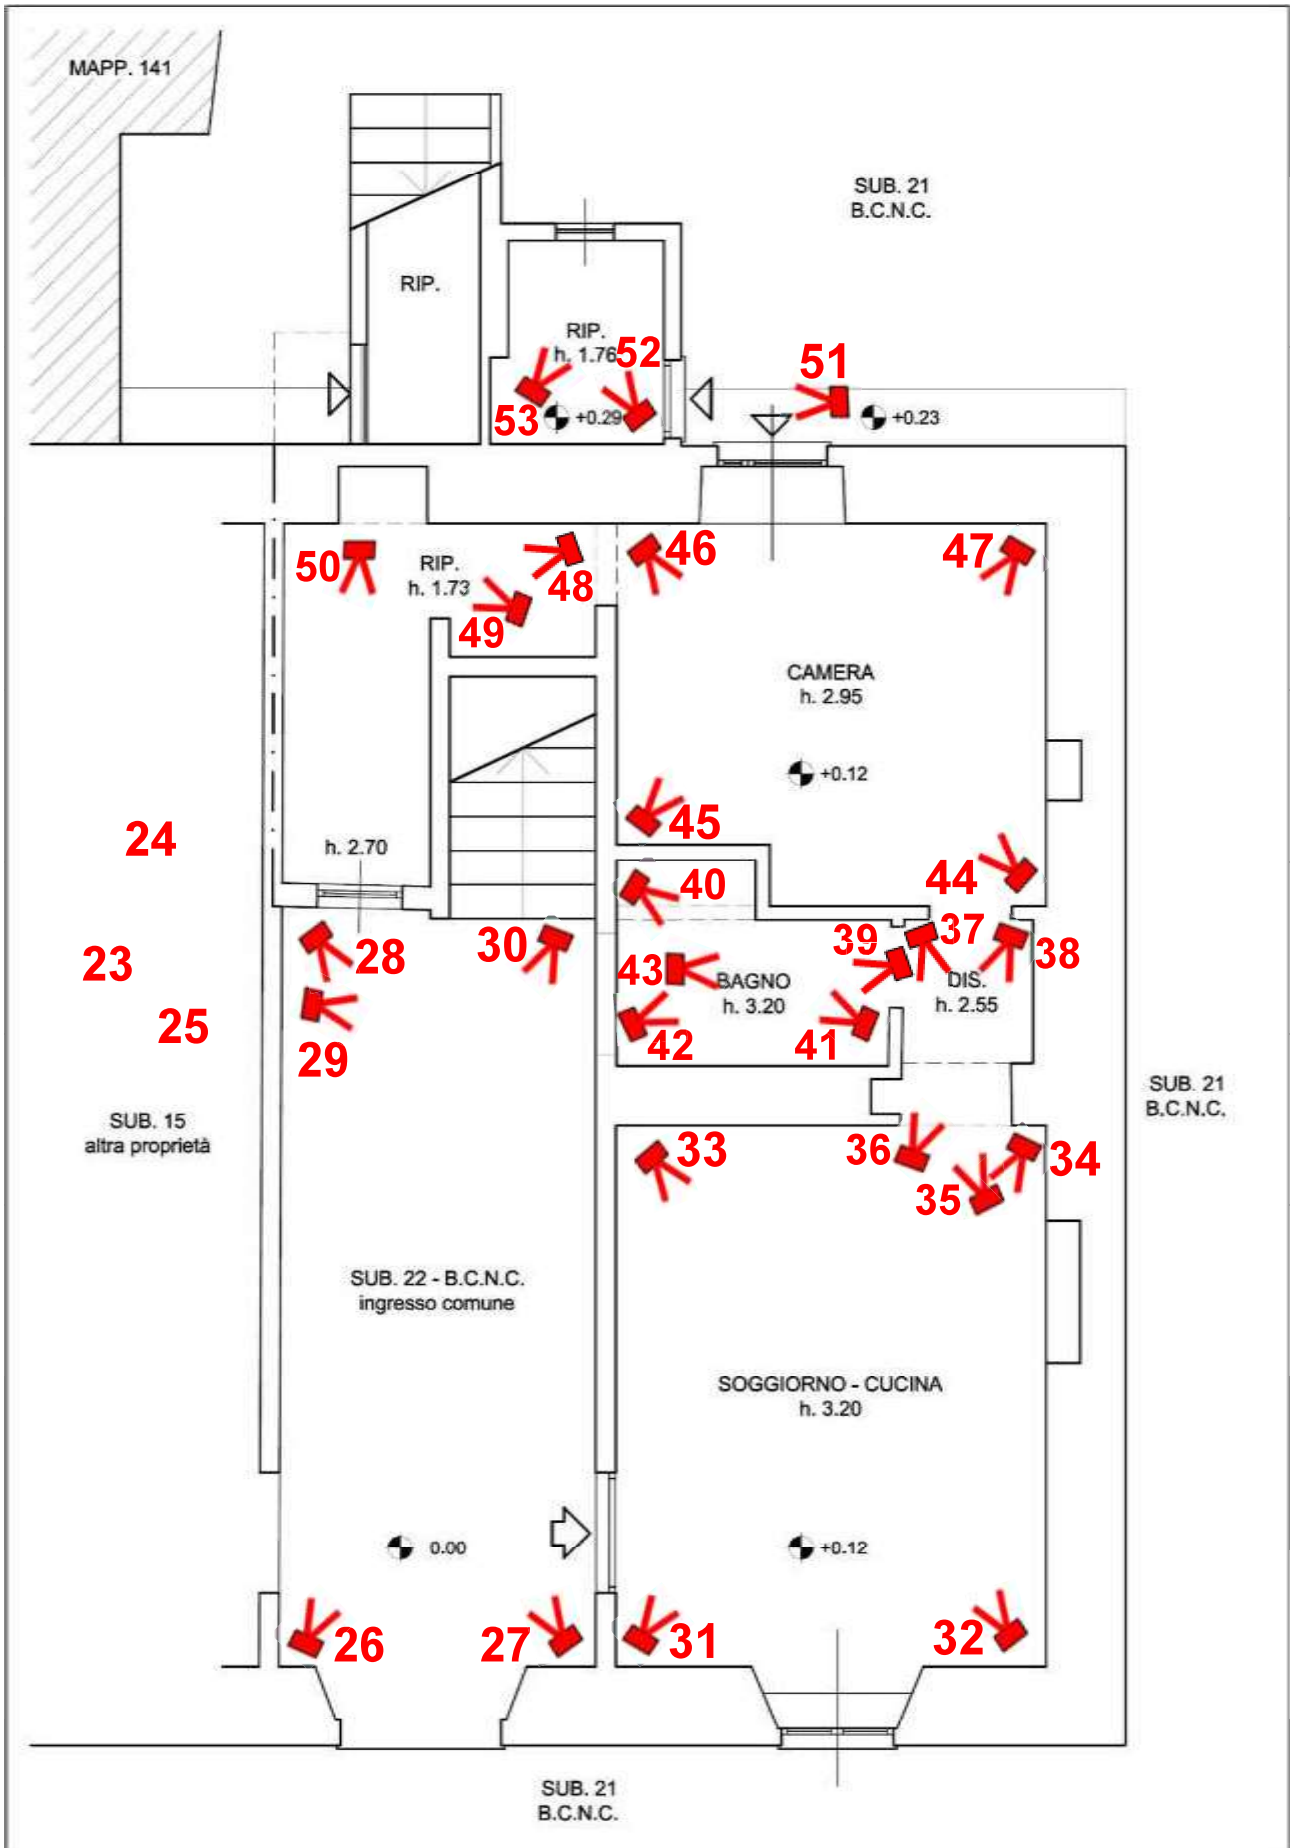 MAPP. 141
SUB. 21
B.C.N.C.
RIP.
RIP.
h. 1.76
52
51
53
+0.29
+0.23
50
RIP.
h. 1.73
48
49
46
47
CAMERA
h. 2.95
+0.12
45
24
h. 2.70
44
40
28
30
39
37
38
23
43
BAGNO
h. 3.20
DIS.
h. 2.55
25
29
42
41
SUB. 21
B.C.N.C.
SUB. 15
altra proprietà
33
36
34
35
SUB. 22 - B.C.N.C.
ingresso comune
SOGGIORNO - CUCINA
h. 3.20
0.00
+0.12
26
27
31
32
SUB. 21
B.C.N.C.